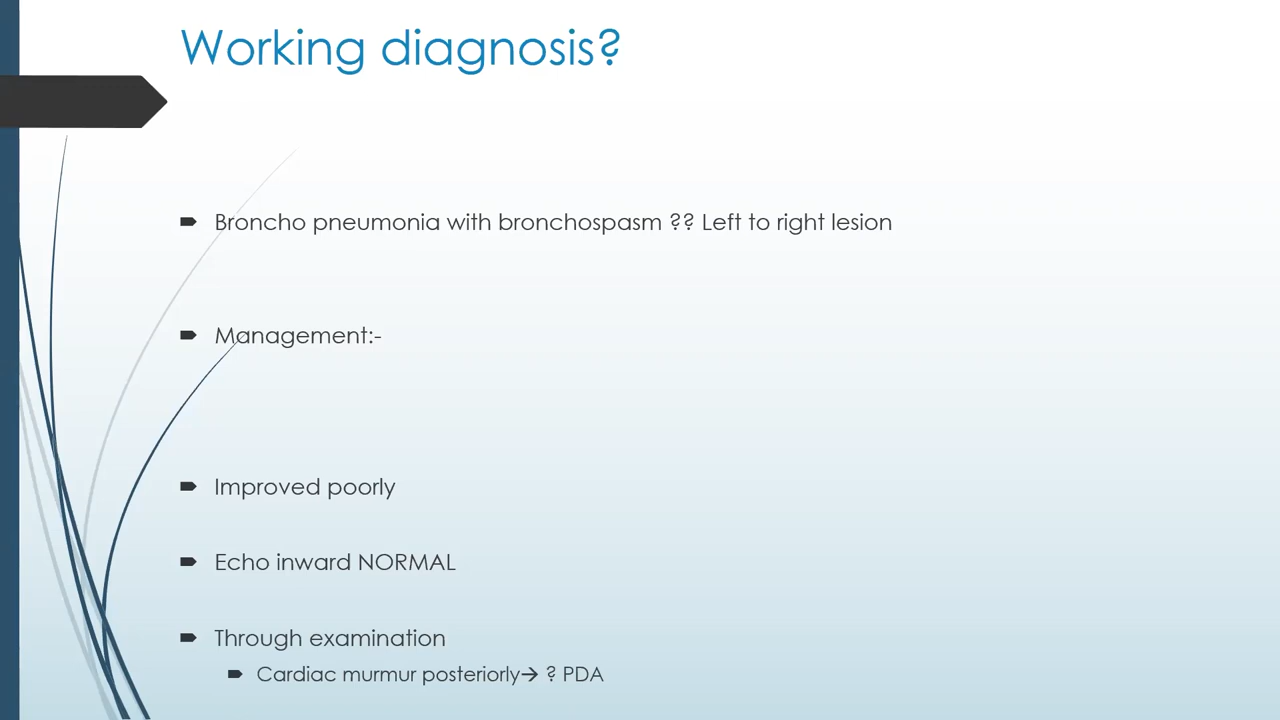 Working diagnosis?
Broncho pneumonia with bronchospasm ?? Left to right lesion
Management:-
Improved poorly
Echo inward NORMAL
Through examination
Cardiac murmur posteriorly→ ? PDA